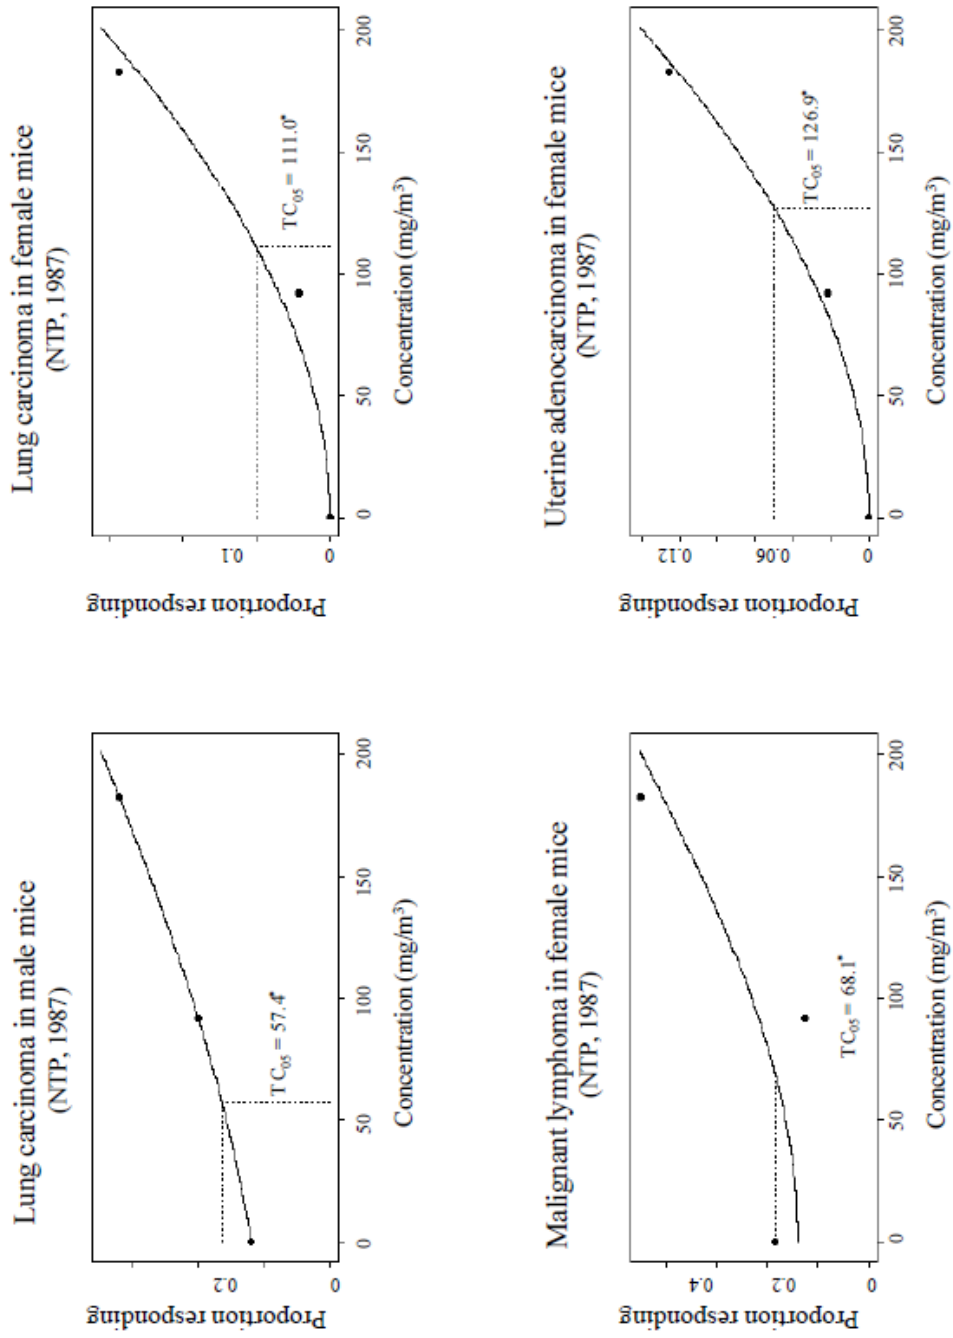 Lung carcinoma in male mice
(NTP, 1987)
Proportion responding
0.2
0
TC05 = 57.4*
0
50
100
150
200
Concentration (mg/m³)
Lung carcinoma in female mice
(NTP, 1987)
Proportion responding
0.1
0
TC05 = 111.0*
0
50
100
150
200
Concentration (mg/m³)
Malignant lymphoma in female mice
(NTP, 1987)
Proportion responding
0.4
0.2
0
TC05 = 68.1*
0
50
100
150
200
Concentration (mg/m³)
Uterine adenocarcinoma in female mice
(NTP, 1987)
Proportion responding
0.12
0.06
0
TC05 = 126.9*
0
50
100
150
200
Concentration (mg/m³)